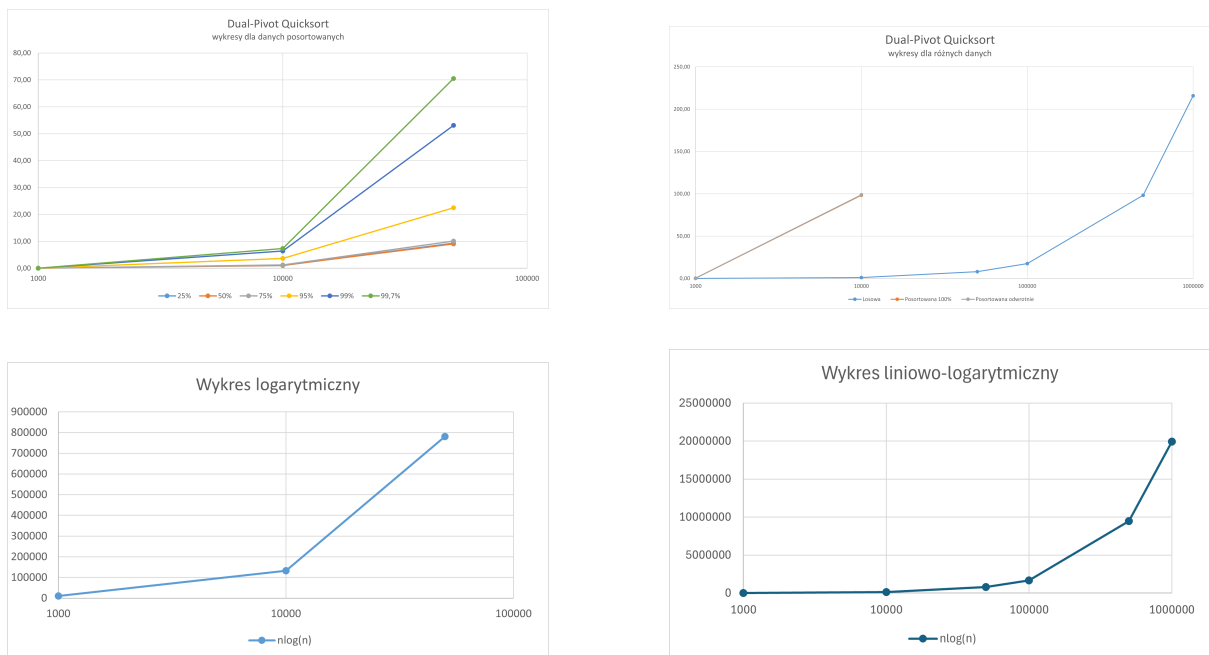 Dual-Pivot Quicksort
wykresy dla danych posortowanych
80,00
70,00
60,00
50,00
40,00
30,00
20,00
10,00
0,00
1000 10000 100000
25% 50% 75% 95% 99% 99,7%
Dual-Pivot Quicksort
wykresy dla różnych danych
250,00
200,00
150,00
100,00
50,00
0,00
1000 10000 100000 1000000
Losowa Posortowana 100% Posortowana odwrotnie
Wykres logarytmiczny
900000
800000
700000
600000
500000
400000
300000
200000
100000
0
1000 10000 100000
nlog(n)
Wykres liniowo-logarytmiczny
25000000
20000000
15000000
10000000
5000000
0
1000 10000 100000 1000000
nlog(n)